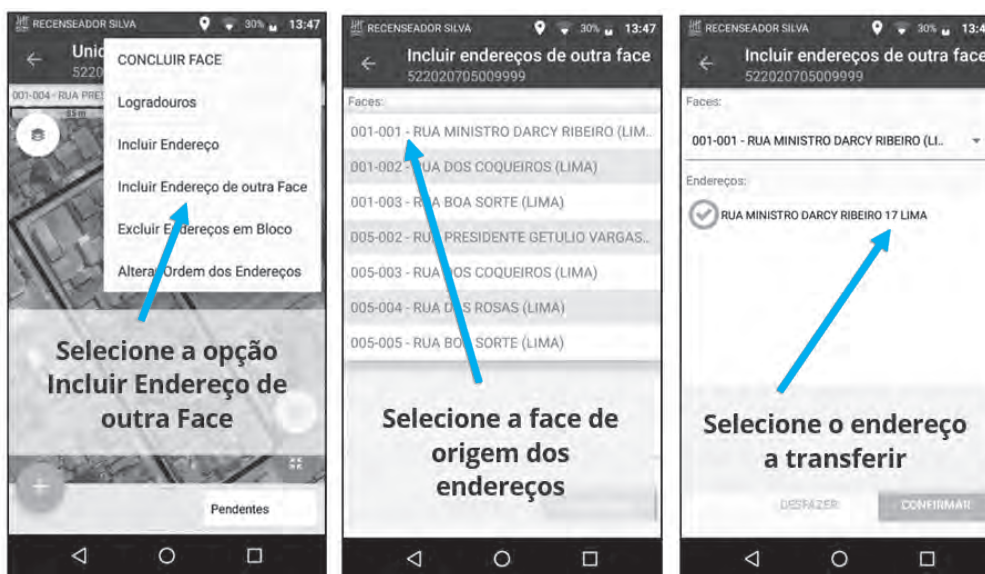 RECENSEADOR SILVA 30% 13:47
Unid
5220
001-004 - RUA PRES
85 m
CONCLUIR FACE
Logradouros
Incluir Endereço
Incluir Endereço de outra Face
Excluir Endereços em Bloco
Alterar Ordem dos Endereços
Selecione a opção
Incluir Endereço de
outra Face
+
Pendentes
RECENSEADOR SILVA 30% 13:47
Incluir endereços de outra face
522020705009999
Faces:
001-001 - RUA MINISTRO DARCY RIBEIRO (LIM..
001-002 - RUA DOS COQUEIROS (LIMA)
001-003 - RUA BOA SORTE (LIMA)
005-002 - RUA PRESIDENTE GETULIO VARGAS..
005-003 - RUA DOS COQUEIROS (LIMA)
005-004 - RUA DAS ROSAS (LIMA)
005-005 - RUA BOA SORTE (LIMA)
Selecione a face de
origem dos
endereços
RECENSEADOR SILVA 30% 13:4
Incluir endereços de outra face
522020705009999
Faces:
001-001 - RUA MINISTRO DARCY RIBEIRO (LI..
Endereços:
RUA MINISTRO DARCY RIBEIRO 17 LIMA
Selecione o endereço
a transferir
DESFAZER CONFIRMAR